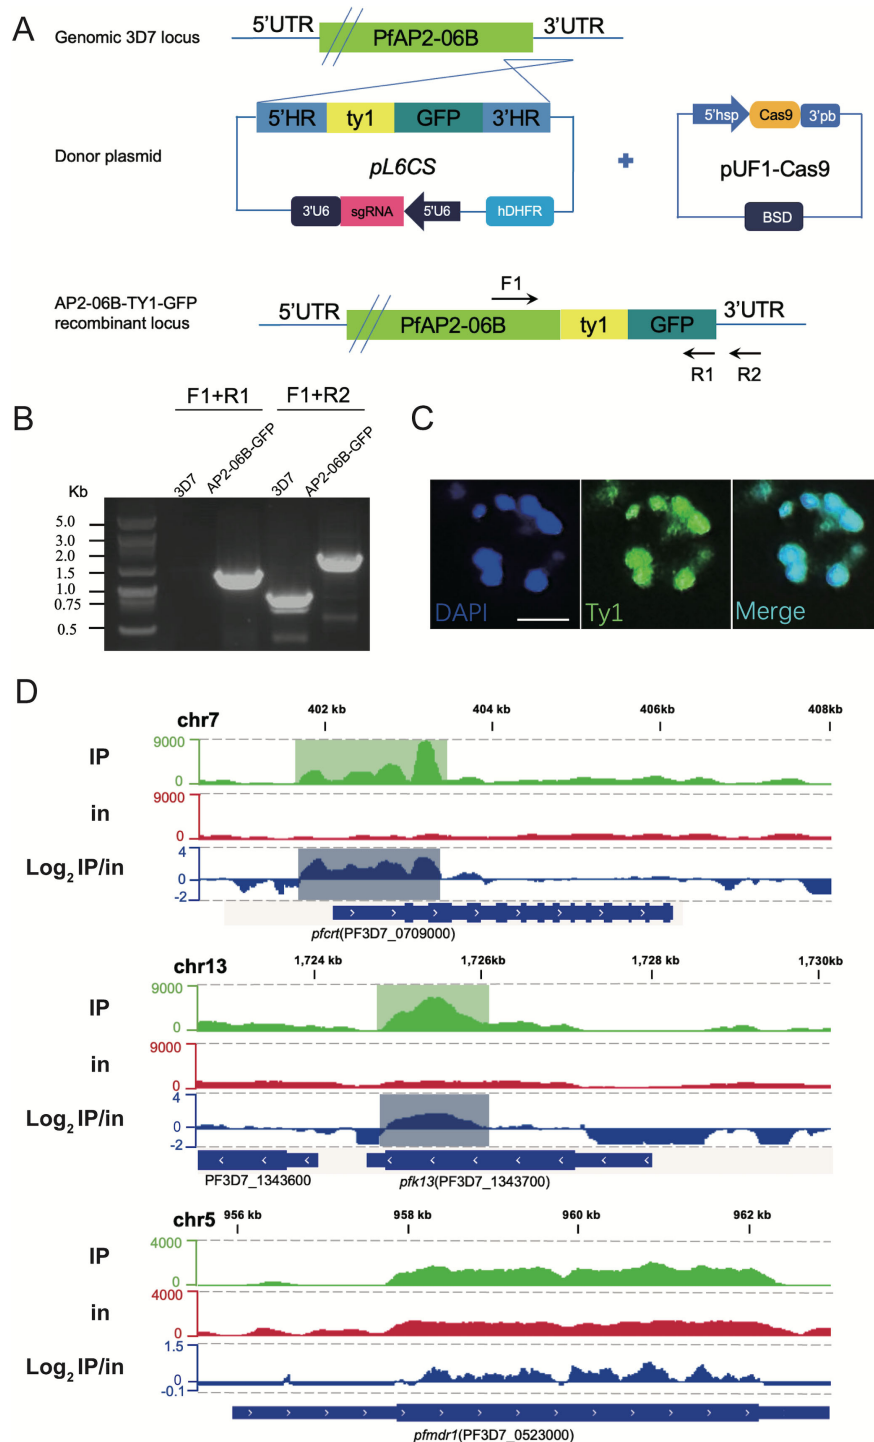 A
Genomic 3D7 locus
5'UTR
PfAP2-06B
3'UTR
5'HR
ty1
GFP
3'HR
5'hsp
Cas9
3'pb
Donor plasmid
pL6CS
+
pUF1-Cas9
3'U6
sgRNA
5'U6
hDHFR
BSD
F1
AP2-06B-TY1-GFP
recombinant locus
5'UTR
PfAP2-06B
ty1
GFP
3'UTR
R1
R2
B
F1+R1
F1+R2
3D7
AP2-06B-GFP
3D7
AP2-06B-GFP
Kb
5.0
3.0
2.0
1.5
1.0
0.75
0.5
C
DAPI
Ty1
Merge
D
chr7
402 kb
404 kb
406kb
408kb
IP
9000
0
in
9000
0
Log2 IP/in
4
0
-2
pfcrt(PF3D7_0709000)
chr13
1,724 kb
1,726kb
1,728 kb
1,730kb
IP
9000
0
in
9000
0
Log2 IP/in
4
0
-2
PF3D7_1343600
pfk13(PF3D7_1343700)
chr5
956 kb
958 kb
960 kb
962 kb
IP
4000
0
in
4000
0
Log2 IP/in
1.5
0
-0.1
pfmdr1(PF3D7_0523000)